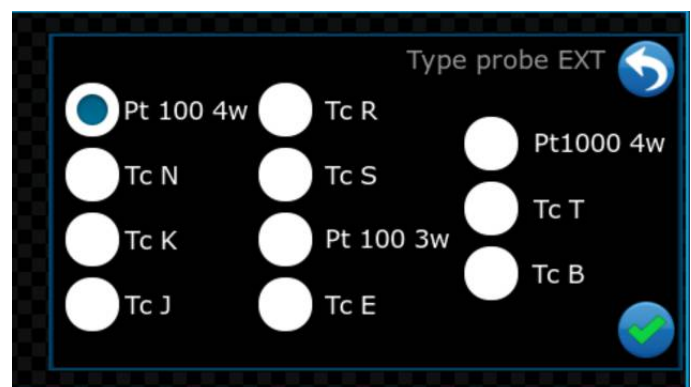 Type probe EXT
Pt 100 4w
Tc N
Tc K
Tc J
Tc R
Tc S
Pt 100 3w
Tc E
Pt1000 4w
Tc T
Tc B